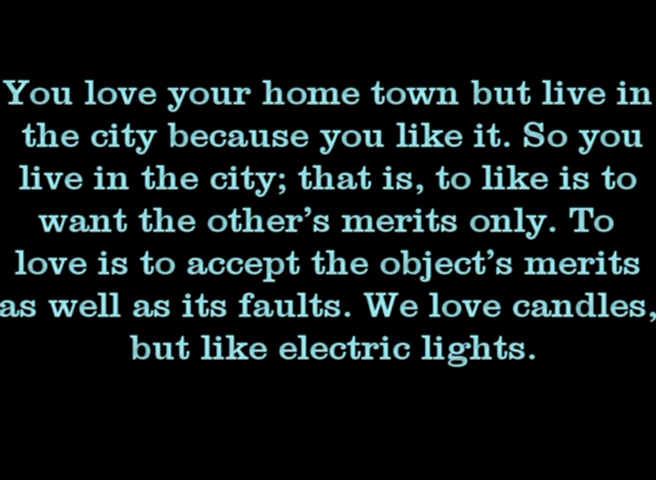 You love your home town but live in
the city because you like it. So you
live in the city; that is, to like is to
want the other's merits only. To
love is to accept the object's merits
as well as its faults. We love candles,
but like electric lights.